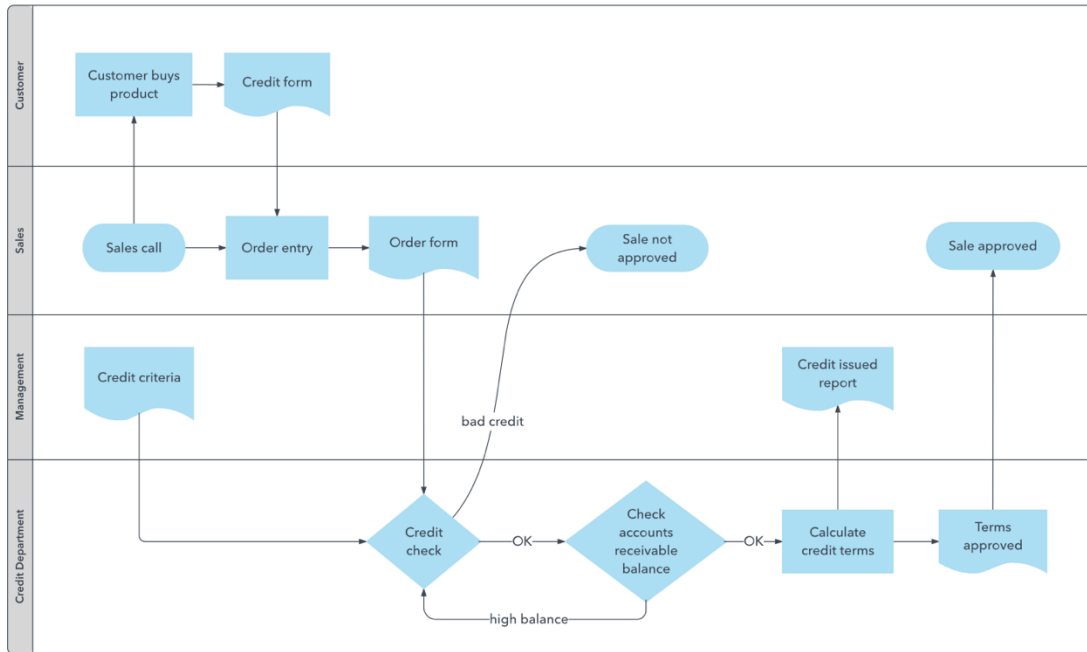 Customer
Customer buys
product
Credit form
Sales
Sales call
Order entry
Order form
Sale not
approved
Sale approved
Management
Credit criteria
bad credit
Credit issued
report
Credit Department
Credit
check
OK
Check
accounts
receivable
balance
OK
Calculate
credit terms
Terms
approved
high balance